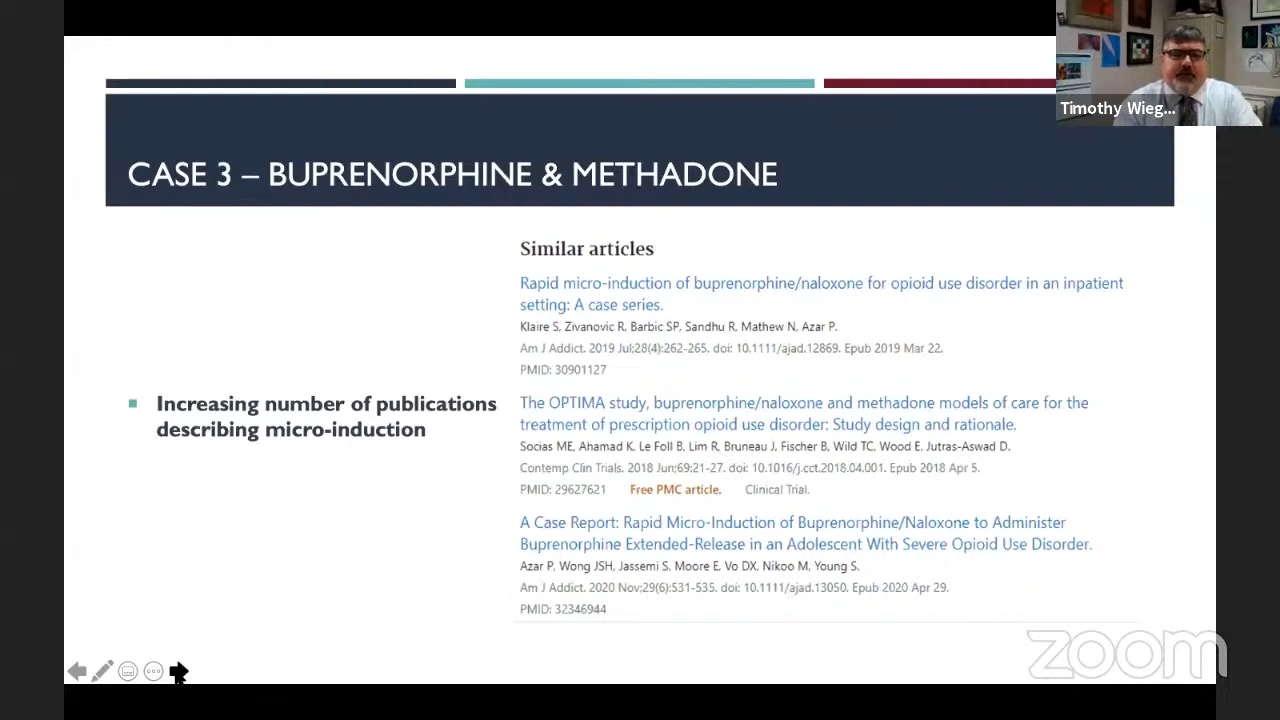 Timothy Wieg...
CASE 3 – BUPRENORPHINE & METHADONE
Increasing number of publications
describing micro-induction
Similar articles
Rapid micro-induction of buprenorphine/naloxone for opioid use disorder in an inpatient
setting: A case series.
Klaire S, Zivanovic R, Barbic SP, Sandhu R, Mathew N, Azar P.
Am J Addict. 2019 Jul;28(4):262-265. doi: 10.1111/ajad.12869. Epub 2019 Mar 22.
PMID: 30901127
The OPTIMA study, buprenorphine/naloxone and methadone models of care for the
treatment of prescription opioid use disorder: Study design and rationale.
Socias ME, Ahamad K, Le Foll B, Lim R, Bruneau J, Fischer B, Wild TC, Wood E, Jutras-Aswad D.
Contemp Clin Trials. 2018 Jun;69:21-27. doi: 10.1016/j.cct.2018.04.001. Epub 2018 Apr 5.
PMID: 29627621 Free PMC article. Clinical Trial.
A Case Report: Rapid Micro-Induction of Buprenorphine/Naloxone to Administer
Buprenorphine Extended-Release in an Adolescent With Severe Opioid Use Disorder.
Azar P, Wong JSH, Jassemi S, Moore E, Vo DX, Nikoo M, Young S.
Am J Addict. 2020 Nov;29(6):531-535. doi: 10.1111/ajad.13050. Epub 2020 Apr 29.
PMID: 32346944
zoom